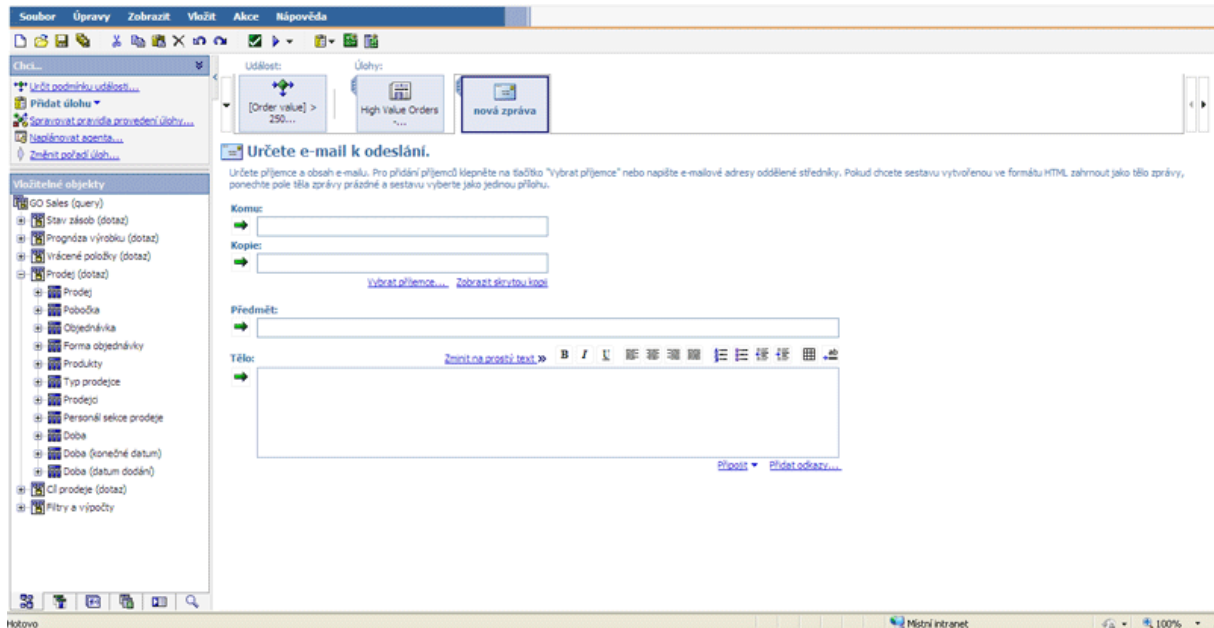 Soubor Úpravy Zobrazit Vložit Akce Nápověda
Chci...
Určit podmínku události...
Přidat úlohu
Spravovat pravidla provedení úlohy...
Naplánovat agenta...
Změnit pořadí úloh...
Vložitelné objekty
GO Sales (query)
Stav zásob (dotaz)
Prognóza výrobku (dotaz)
Vrácené položky (dotaz)
Prodej (dotaz)
Prodej
Pobočka
Objednávka
Forma objednávky
Produkty
Typ prodejce
Prodejci
Personál sekce prodeje
Doba
Doba (konečné datum)
Doba (datum dodání)
Cíl prodeje (dotaz)
Filtry a výpočty
Událost: Úlohy:
[Order value] >
250...
High Value Orders
-...
nová zpráva
Určete e-mail k odeslání.
Určete příjemce a obsah e-mailu. Pro přidání příjemců klepněte na tlačítko "Vybrat příjemce" nebo napište e-mailové adresy oddělené středníky. Pokud chcete sestavu vytvořenou ve formátu HTML zahrnout jako tělo zprávy,
ponechte pole těla zprávy prázdné a sestavu vyberte jako jedinou přílohu.
Komu:
Kopie:
Vybrat příjemce... Zobrazit skrytou kopii
Předmět:
Tělo: Změnit na prostý text » B I U
Připojit Přidat odkazy...
Hotovo Místní intranet 100%